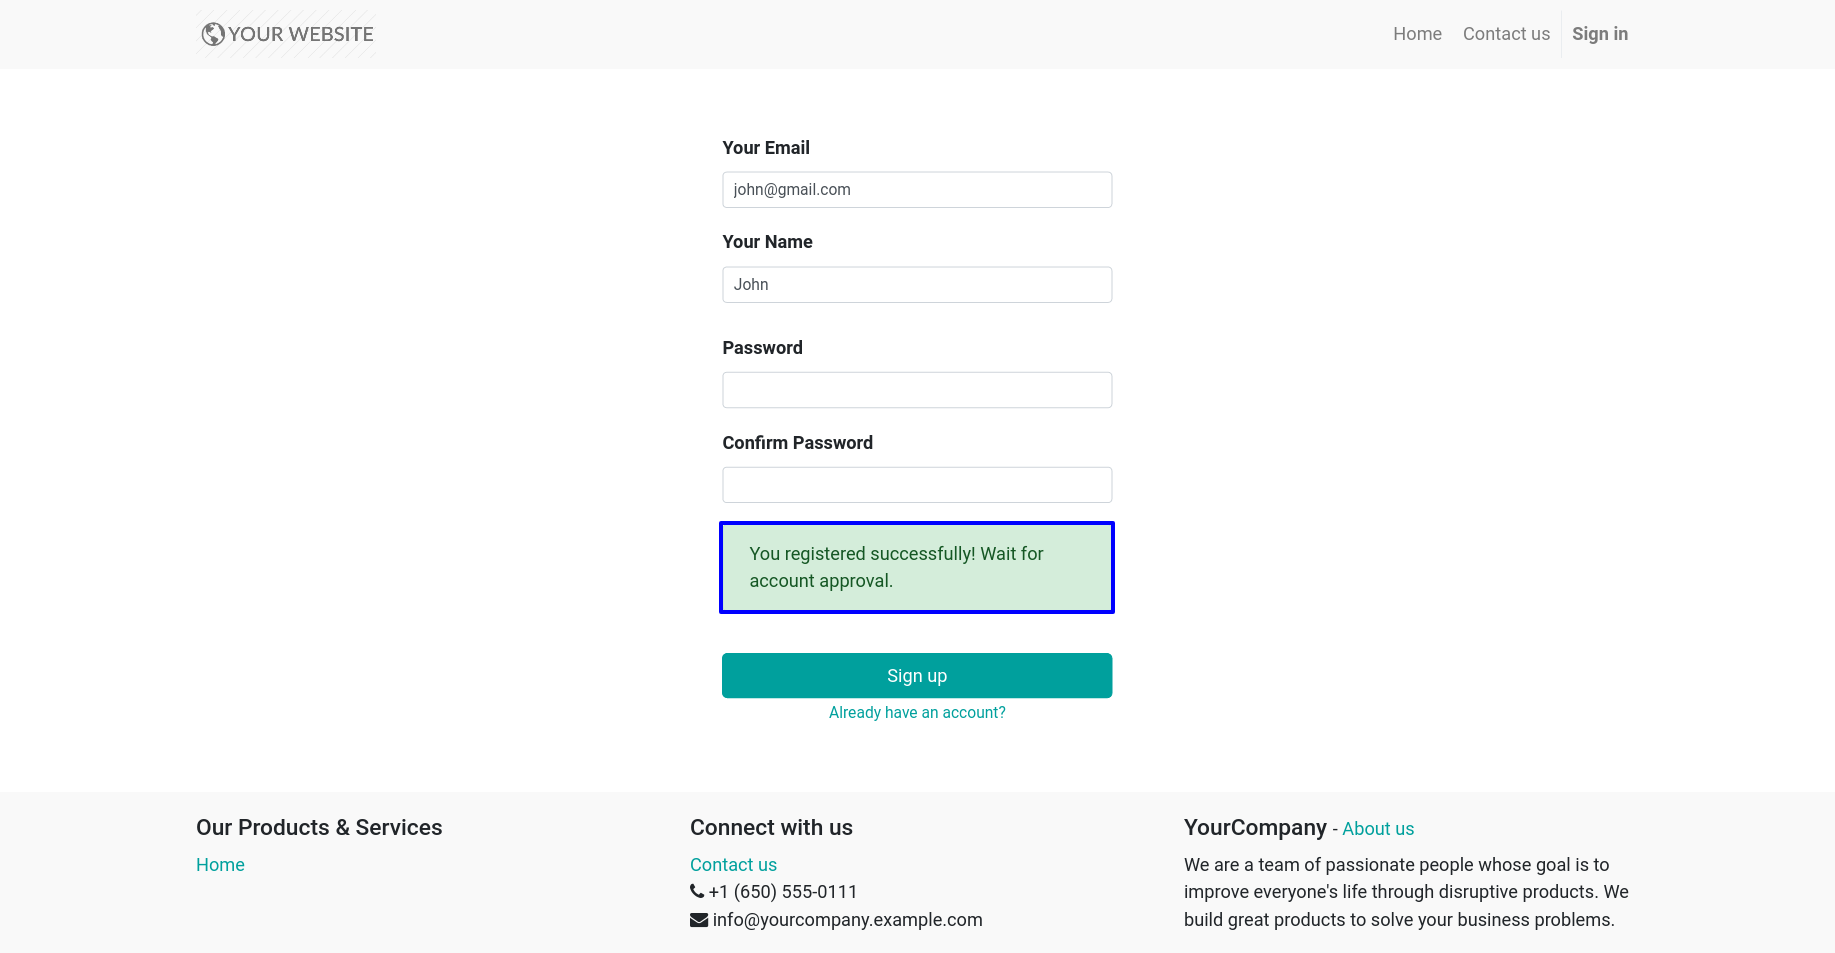 YOUR WEBSITE
Home
Contact us
Sign in
Your Email
john@gmail.com
Your Name
John
Password
Confirm Password
You registered successfully! Wait for
account approval.
Sign up
Already have an account?
Our Products & Services
Home
Connect with us
Contact us
+1 (650) 555-0111
info@yourcompany.example.com
YourCompany - About us
We are a team of passionate people whose goal is to
improve everyone's life through disruptive products. We
build great products to solve your business problems.